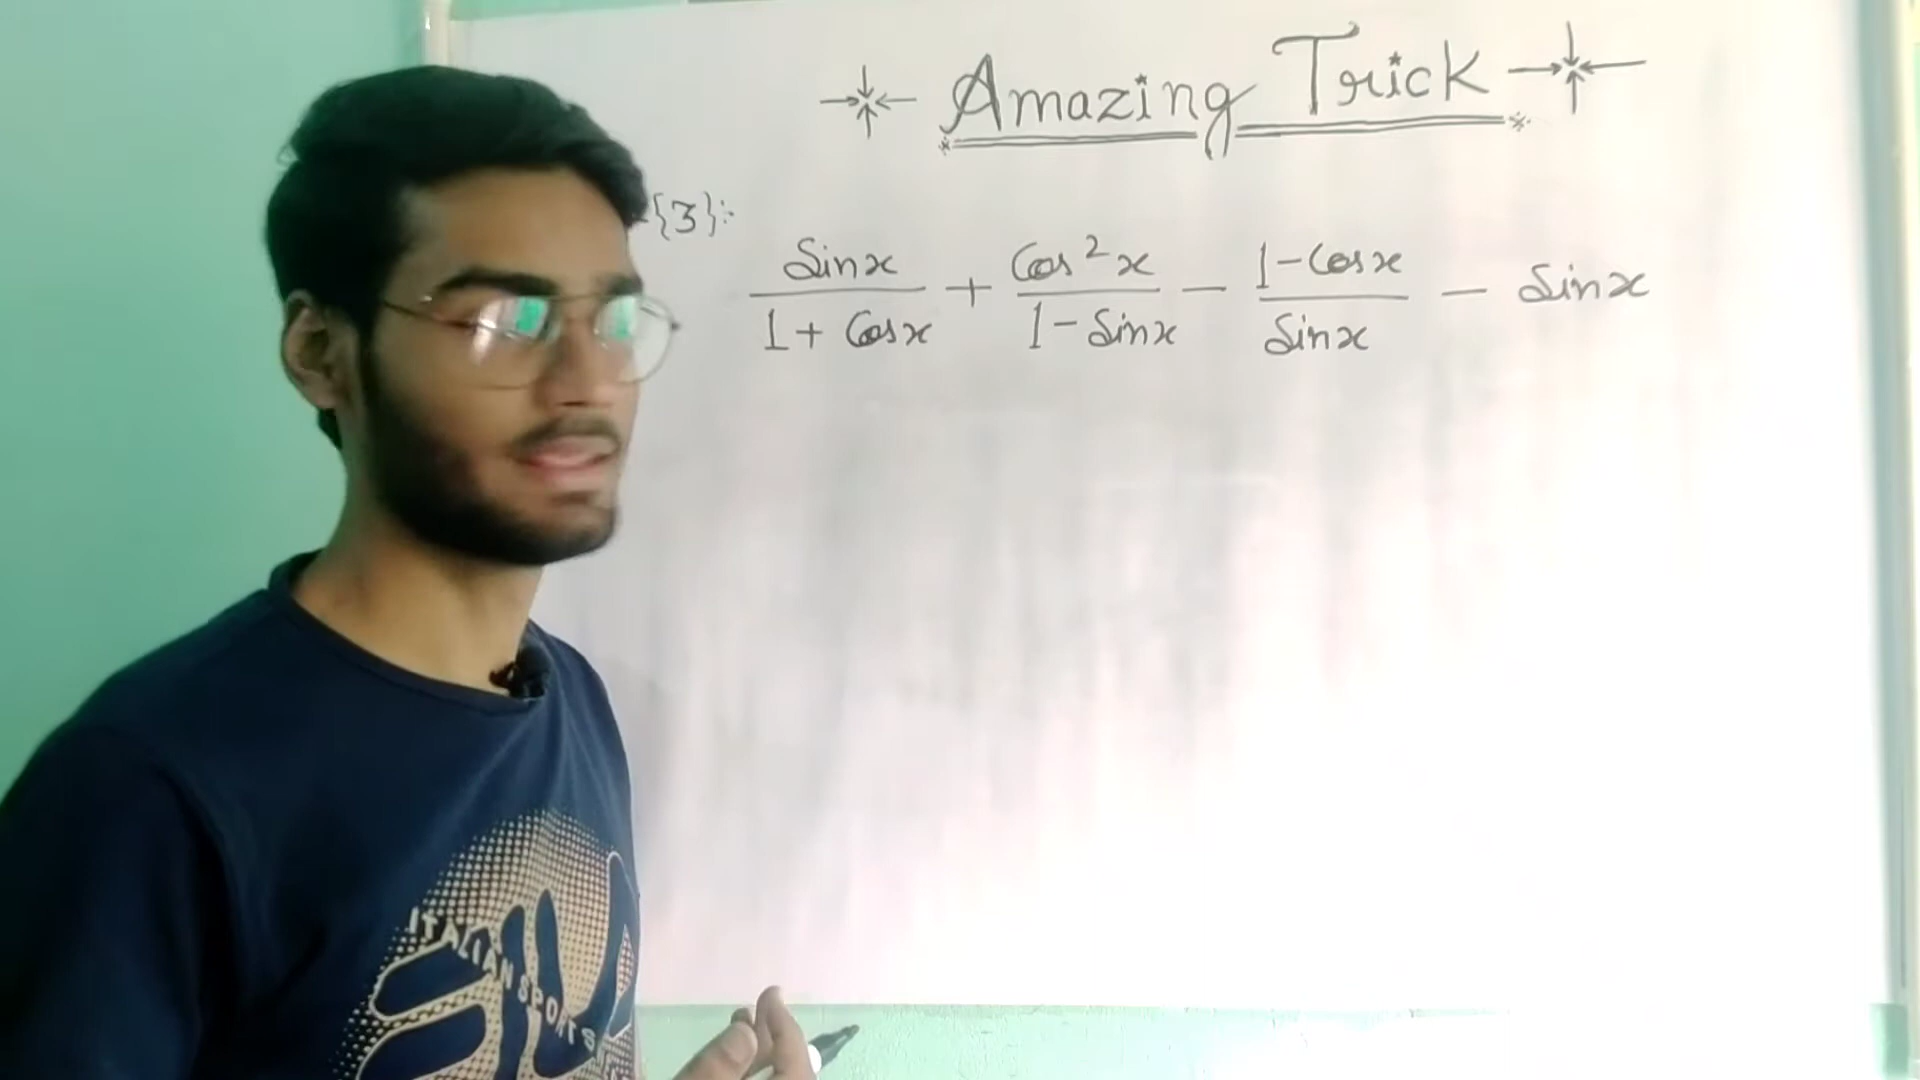 Amazing Trick
{3}:-
Sinx/1+Cosx + Cos²x/1-Sinx - 1-Cosx/Sinx - Sinx
ITALIAN SPORTS